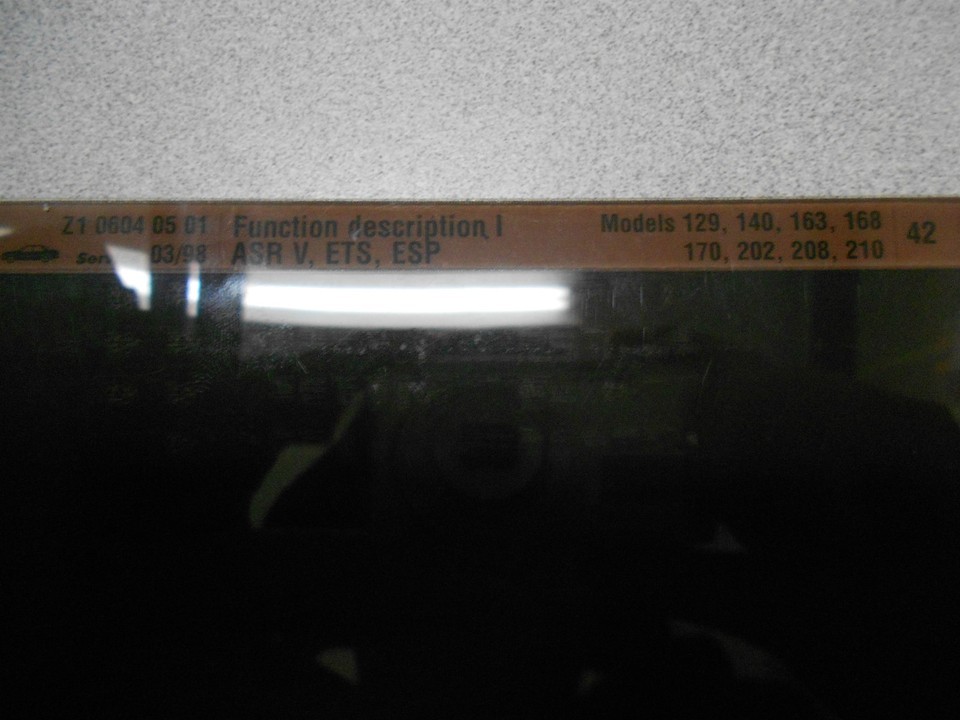 Z1 0604 05 01 Function description I Models 129, 140, 163, 168 42
03/98 ASR V, ETS, ESP 170, 202, 208, 210